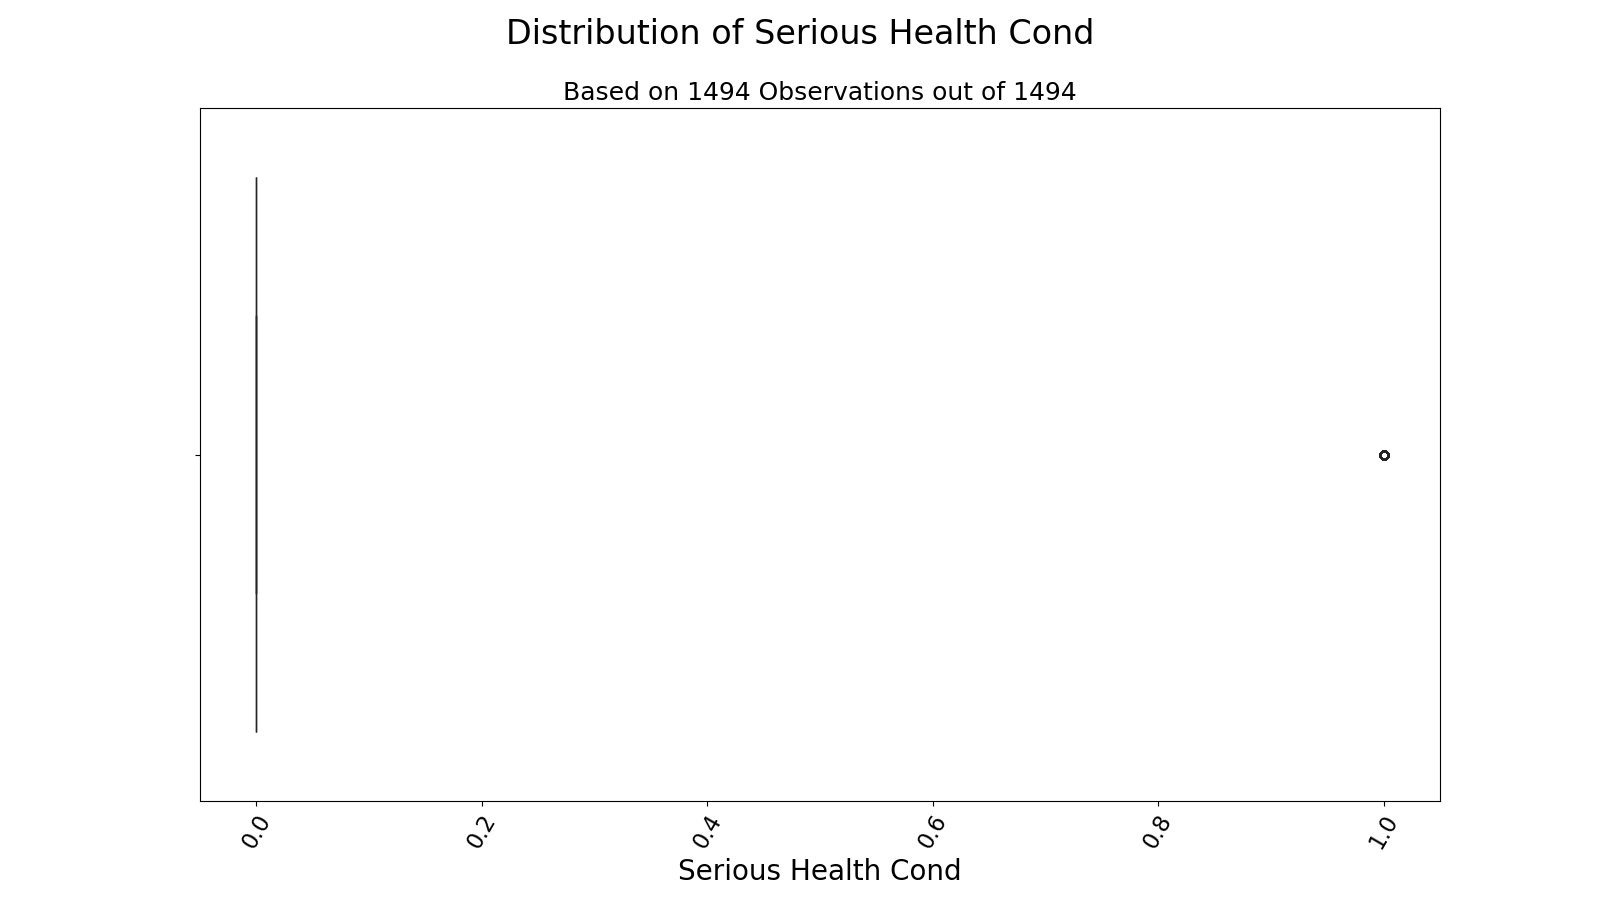 Distribution of Serious Health Cond
Based on 1494 Observations out of 1494
0.0 0.2 0.4 0.6 0.8 1.0
Serious Health Cond